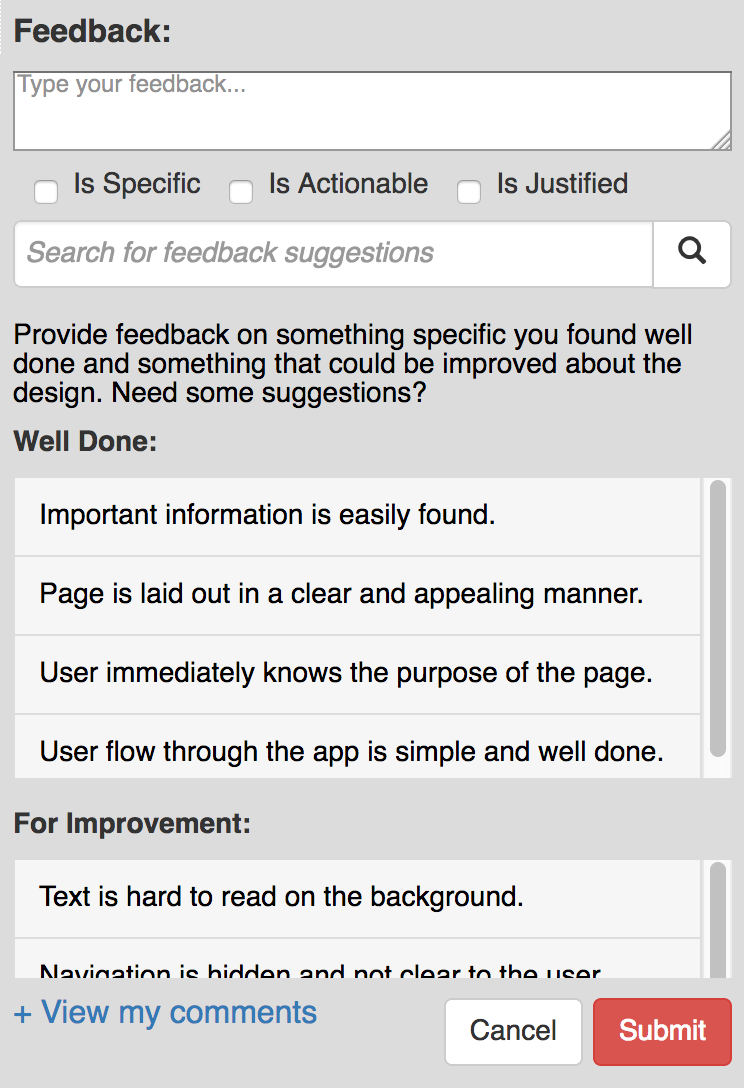 Feedback:
Type your feedback...
Is Specific Is Actionable Is Justified
Search for feedback suggestions
Provide feedback on something specific you found well
done and something that could be improved about the
design. Need some suggestions?
Well Done:
Important information is easily found.
Page is laid out in a clear and appealing manner.
User immediately knows the purpose of the page.
User flow through the app is simple and well done.
For Improvement:
Text is hard to read on the background.
Navigation is hidden and not clear to the user
+ View my comments
Cancel Submit